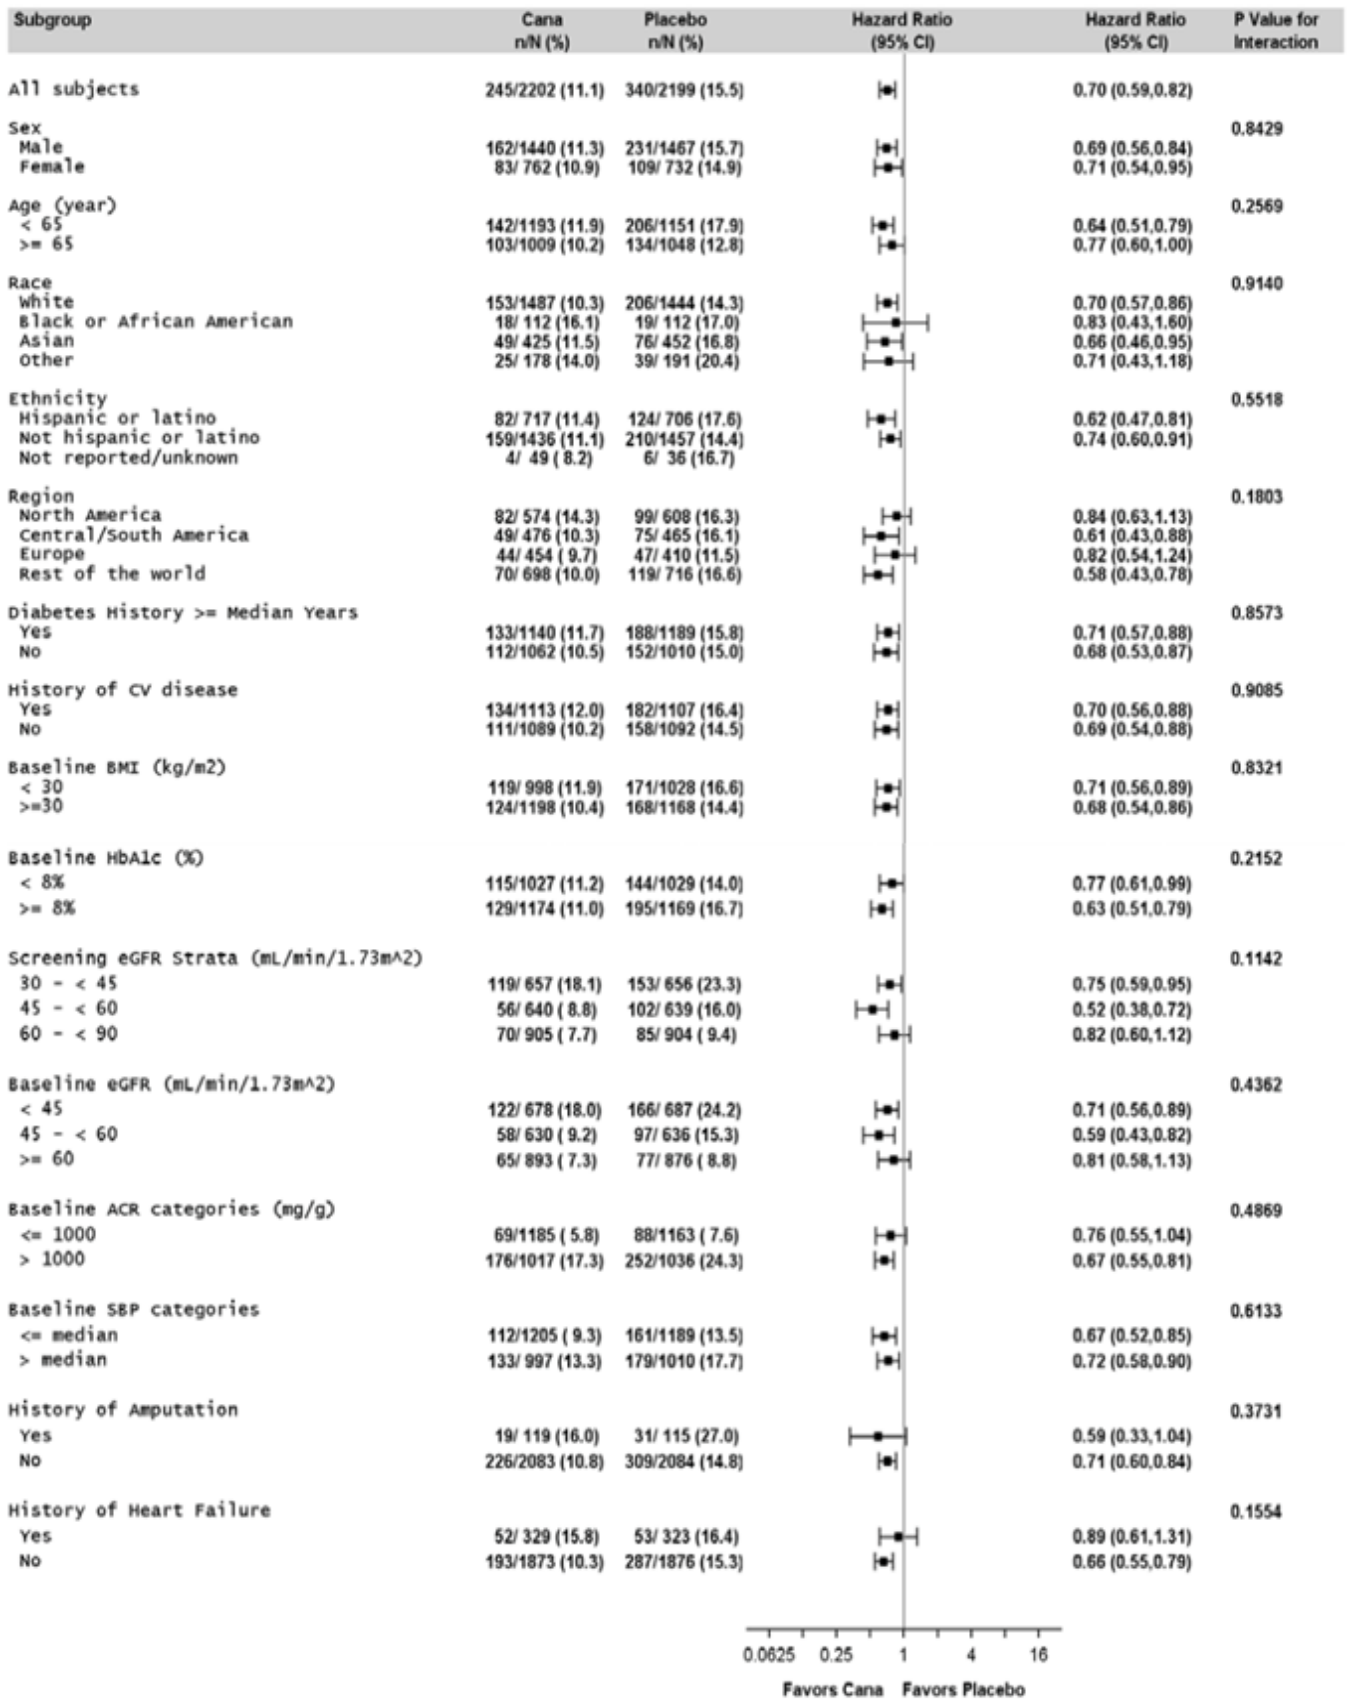 Subgroup Cana Placebo Hazard Ratio Hazard Ratio P Value for
n/N (%) n/N (%) (95% CI) (95% CI) Interaction
All subjects 245/2202 (11.1) 340/2199 (15.5) 0.70 (0.59,0.82)
Sex 0.8429
Male 162/1440 (11.3) 231/1467 (15.7) 0.69 (0.56,0.84)
Female 83/ 762 (10.9) 109/ 732 (14.9) 0.71 (0.54,0.95)
Age (year) 0.2569
< 65 142/1193 (11.9) 206/1151 (17.9) 0.64 (0.51,0.79)
>= 65 103/1009 (10.2) 134/1048 (12.8) 0.77 (0.60,1.00)
Race 0.9140
White 153/1487 (10.3) 206/1444 (14.3) 0.70 (0.57,0.86)
Black or African American 18/ 112 (16.1) 19/ 112 (17.0) 0.83 (0.43,1.60)
Asian 49/ 425 (11.5) 76/ 452 (16.8) 0.66 (0.46,0.95)
Other 25/ 178 (14.0) 39/ 191 (20.4) 0.71 (0.43,1.18)
Ethnicity 0.5518
Hispanic or latino 82/ 717 (11.4) 124/ 706 (17.6) 0.62 (0.47,0.81)
Not hispanic or latino 159/1436 (11.1) 210/1457 (14.4) 0.74 (0.60,0.91)
Not reported/unknown 4/ 49 ( 8.2) 6/ 36 (16.7)
Region 0.1803
North America 82/ 574 (14.3) 99/ 608 (16.3) 0.84 (0.63,1.13)
Central/South America 49/ 476 (10.3) 75/ 465 (16.1) 0.61 (0.43,0.88)
Europe 44/ 454 ( 9.7) 47/ 410 (11.5) 0.82 (0.54,1.24)
Rest of the world 70/ 698 (10.0) 119/ 716 (16.6) 0.58 (0.43,0.78)
Diabetes History >= Median Years 0.8573
Yes 133/1140 (11.7) 188/1189 (15.8) 0.71 (0.57,0.88)
No 112/1062 (10.5) 152/1010 (15.0) 0.68 (0.53,0.87)
History of CV disease 0.9085
Yes 134/1113 (12.0) 182/1107 (16.4) 0.70 (0.56,0.88)
No 111/1089 (10.2) 158/1092 (14.5) 0.69 (0.54,0.88)
Baseline BMI (kg/m2) 0.8321
< 30 119/ 998 (11.9) 171/1028 (16.6) 0.71 (0.56,0.89)
>=30 124/1198 (10.4) 168/1168 (14.4) 0.68 (0.54,0.86)
Baseline HbA1c (%) 0.2152
< 8% 115/1027 (11.2) 144/1029 (14.0) 0.77 (0.61,0.99)
>= 8% 129/1174 (11.0) 195/1169 (16.7) 0.63 (0.51,0.79)
Screening eGFR Strata (mL/min/1.73m^2) 0.1142
30 - < 45 119/ 657 (18.1) 153/ 656 (23.3) 0.75 (0.59,0.95)
45 - < 60 56/ 640 ( 8.8) 102/ 639 (16.0) 0.52 (0.38,0.72)
60 - < 90 70/ 905 ( 7.7) 85/ 904 ( 9.4) 0.82 (0.60,1.12)
Baseline eGFR (mL/min/1.73m^2) 0.4362
< 45 122/ 678 (18.0) 166/ 687 (24.2) 0.71 (0.56,0.89)
45 - < 60 58/ 630 ( 9.2) 97/ 636 (15.3) 0.59 (0.43,0.82)
>= 60 65/ 893 ( 7.3) 77/ 876 ( 8.8) 0.81 (0.58,1.13)
Baseline ACR categories (mg/g) 0.4869
<= 1000 69/1185 ( 5.8) 88/1163 ( 7.6) 0.76 (0.55,1.04)
> 1000 176/1017 (17.3) 252/1036 (24.3) 0.67 (0.55,0.81)
Baseline SBP categories 0.6133
<= median 112/1205 ( 9.3) 161/1189 (13.5) 0.67 (0.52,0.85)
> median 133/ 997 (13.3) 179/1010 (17.7) 0.72 (0.58,0.90)
History of Amputation 0.3731
Yes 19/ 119 (16.0) 31/ 115 (27.0) 0.59 (0.33,1.04)
No 226/2083 (10.8) 309/2084 (14.8) 0.71 (0.60,0.84)
History of Heart Failure 0.1554
Yes 52/ 329 (15.8) 53/ 323 (16.4) 0.89 (0.61,1.31)
No 193/1873 (10.3) 287/1876 (15.3) 0.66 (0.55,0.79)
0.0625 0.25 1 4 16
Favors Cana Favors Placebo